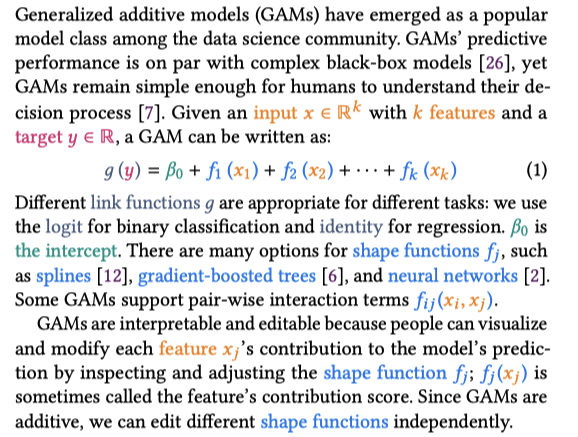 Generalized additive models (GAMs) have emerged as a popular
model class among the data science community. GAMs' predictive
performance is on par with complex black-box models [26], yet
GAMs remain simple enough for humans to understand their de-
cision process [7]. Given an input x ∈ ℝᵏ with k features and a
target y ∈ ℝ, a GAM can be written as:
g (y) = β₀ + f₁ (x₁) + f₂ (x₂) + · · · + fₖ (xₖ) (1)
Different link functions g are appropriate for different tasks: we use
the logit for binary classification and identity for regression. β₀ is
the intercept. There are many options for shape functions fⱼ, such
as splines [12], gradient-boosted trees [6], and neural networks [2].
Some GAMs support pair-wise interaction terms fᵢⱼ(xᵢ, xⱼ).
GAMs are interpretable and editable because people can visualize
and modify each feature xⱼ's contribution to the model's predic-
tion by inspecting and adjusting the shape function fⱼ; fⱼ(xⱼ) is
sometimes called the feature's contribution score. Since GAMs are
additive, we can edit different shape functions independently.